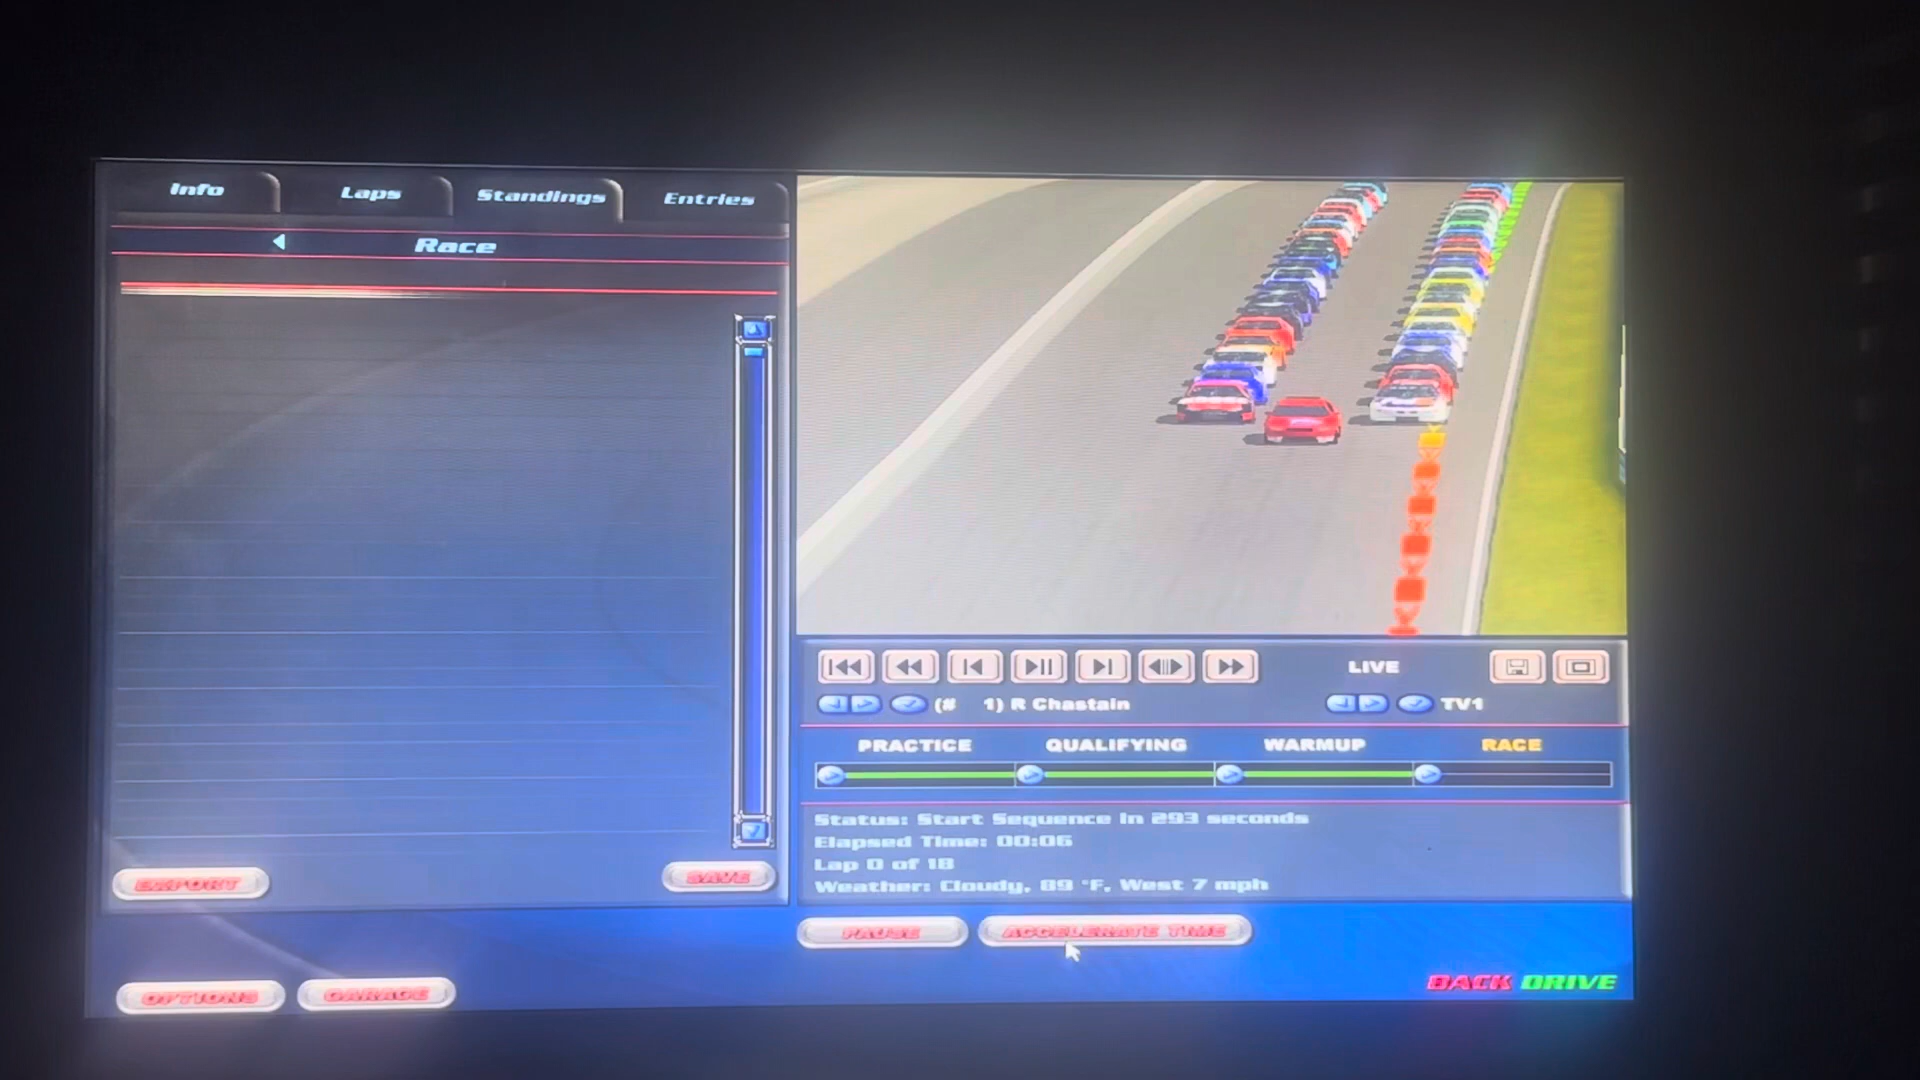 Info
Laps
Standings
Entries
Race
EXPORT
SAVE
OPTIONS
GARAGE
LIVE
(# 1) R Chastain
TV1
PRACTICE
QUALIFYING
WARMUP
RACE
Status: Start Sequence in 293 seconds
Elapsed Time: 00:06
Lap 0 of 18
Weather: Cloudy, 89 °F, West 7 mph
PAUSE
ACCELERATE TIME
BACK
DRIVE